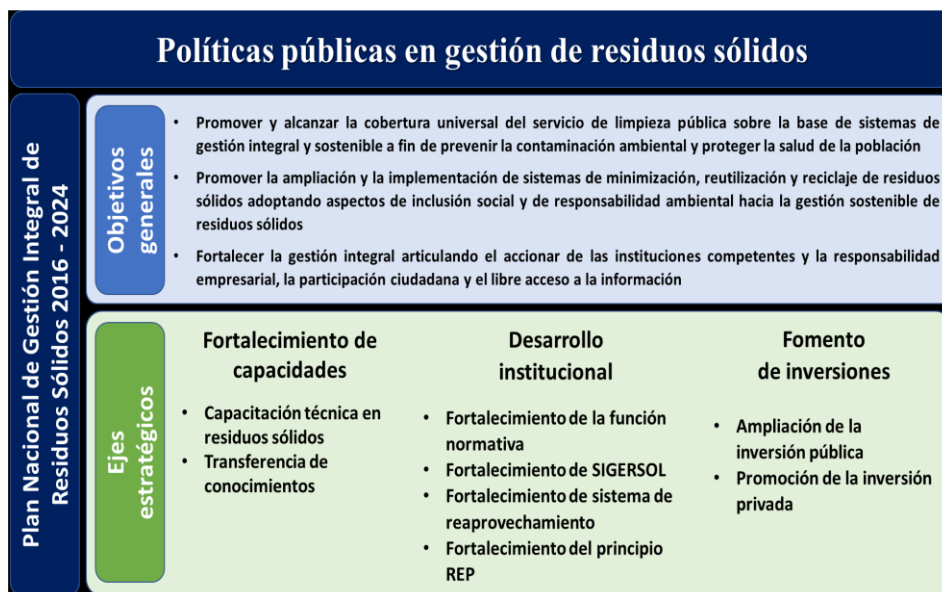 Políticas públicas en gestión de residuos sólidos
Plan Nacional de Gestión Integral de
Residuos Sólidos 2016 - 2024
Objetivos
generales
• Promover y alcanzar la cobertura universal del servicio de limpieza pública sobre la base de sistemas de
gestión integral y sostenible a fin de prevenir la contaminación ambiental y proteger la salud de la población
• Promover la ampliación y la implementación de sistemas de minimización, reutilización y reciclaje de residuos
sólidos adoptando aspectos de inclusión social y de responsabilidad ambiental hacia la gestión sostenible de
residuos sólidos
• Fortalecer la gestión integral articulando el accionar de las instituciones competentes y la responsabilidad
empresarial, la participación ciudadana y el libre acceso a la información
Ejes
estratégicos
Fortalecimiento de
capacidades
• Capacitación técnica en
residuos sólidos
• Transferencia de
conocimientos
Desarrollo
institucional
• Fortalecimiento de la función
normativa
• Fortalecimiento de SIGERSOL
• Fortalecimiento de sistema de
reaprovechamiento
• Fortalecimiento del principio
REP
Fomento
de inversiones
• Ampliación de la
inversión pública
• Promoción de la inversión
privada